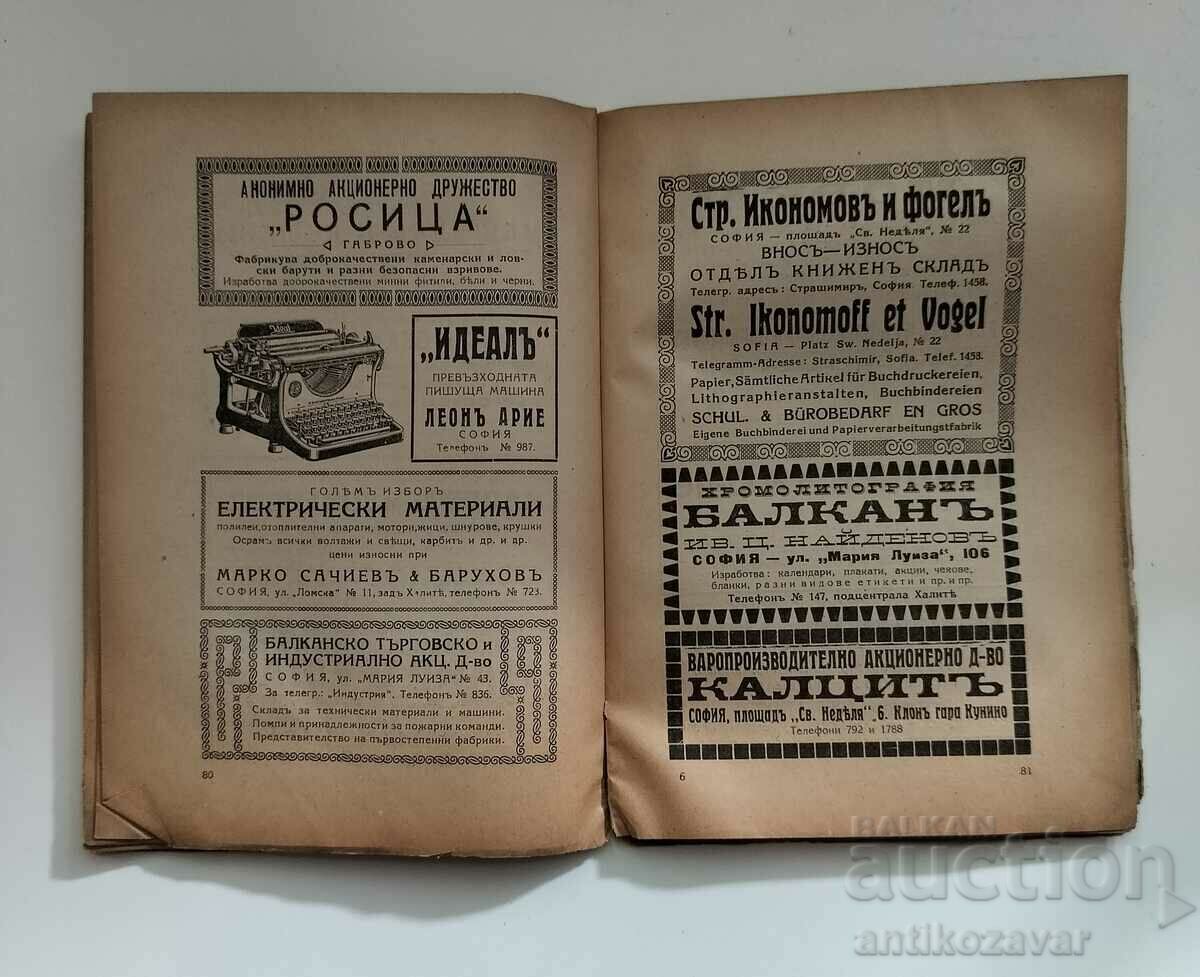 АНОНИМНО АКЦИОНЕРНО ДРУЖЕСТВО
„РОСИЦА“
ГАБРОВО
Фабрикува доброкачествени каменарски и лов-
ски барути и разни безопасни взривове.
Изработва доброкачествени минни фитили, бѣли и черни.
Ideal
„ИДЕАЛЪ“
ПРЕВЪЗХОДНАТА
ПИШУЩА МАШИНА
ЛЕОНЪ АРИЕ
СОФИЯ
Телефонъ № 987.
ГОЛѢМЪ ИЗБОРЪ
ЕЛЕКТРИЧЕСКИ МАТЕРИАЛИ
полилеи,отоплителни апарати, мотори,жици, шнурове, крушки
Осрамъ всички волтажи и свѣщи, карбитъ и др. и др.
цени износни при
МАРКО САЧИЕВЪ & БАРУХОВЪ
СОФИЯ, ул. „Ломска“ № 11, задъ Халитѣ, телефонъ № 723.
БАЛКАНСКО ТЪРГОВСКО и
ИНДУСТРИАЛНО АКЦ. Д-во
СОФИЯ, ул. „МАРИЯ ЛУИЗА“ № 43.
За телегр.: „Индустрия“. Телефонъ № 836.
Складъ за технически материали и машини.
Помпи и принадлежности за пожарни команди.
Представителство на първостепенни фабрики.
80
Стр. Икономовъ и Фогелъ
СОФИЯ — площадъ „Св. Недѣля“, № 22
ВНОСЪ—ИЗНОСЪ
ОТДѢЛЪ КНИЖЕНЪ СКЛАДЪ
Телегр. адресъ: Страшимиръ, София Телеф. 1458.
Str. Ikonomoff et Vogel
SOFIA — Platz Sw. Nedelja, № 22
Telegramm-Adresse: Straschimir, Sofia. Telef. 1458.
Papier, Sämtliche Artikel für Buchdruckereien,
Lithographieranstalten, Buchbindereien
SCHUL. & BÜROBEDARF EN GROS
Eigene Buchbinderei und Papierverarbeitungsfabrik
ХРОМОЛИТОГРАФИЯ
БАЛКАНЪ
ИВ. Ц. НАЙДЕНОВЪ
СОФИЯ — ул. „Мария Луиза“, 106
Изработва: календари, плакати, акции, чекове,
бланки, разни видове етикети и пр. и пр.
Телефонъ № 147, подцентрала Халитѣ
ВАРОПРОИЗВОДИТЕЛНО АКЦИОНЕРНО Д-ВО
КАЛЦИТЪ
СОФИЯ, площадъ „Св. Недѣля“ 6. Клонъ гара Кунино
Телефони 792 и 1788
6
81
BALKAN
auction
antikozavar